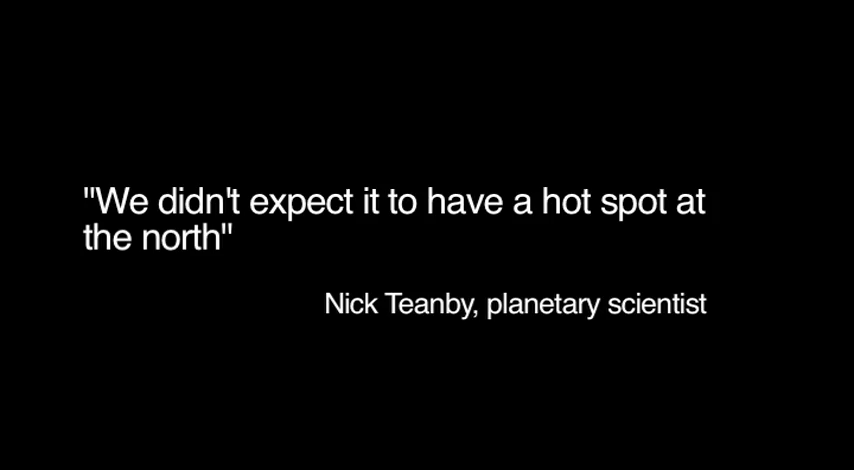 "We didn't expect it to have a hot spot at
the north"
Nick Teanby, planetary scientist